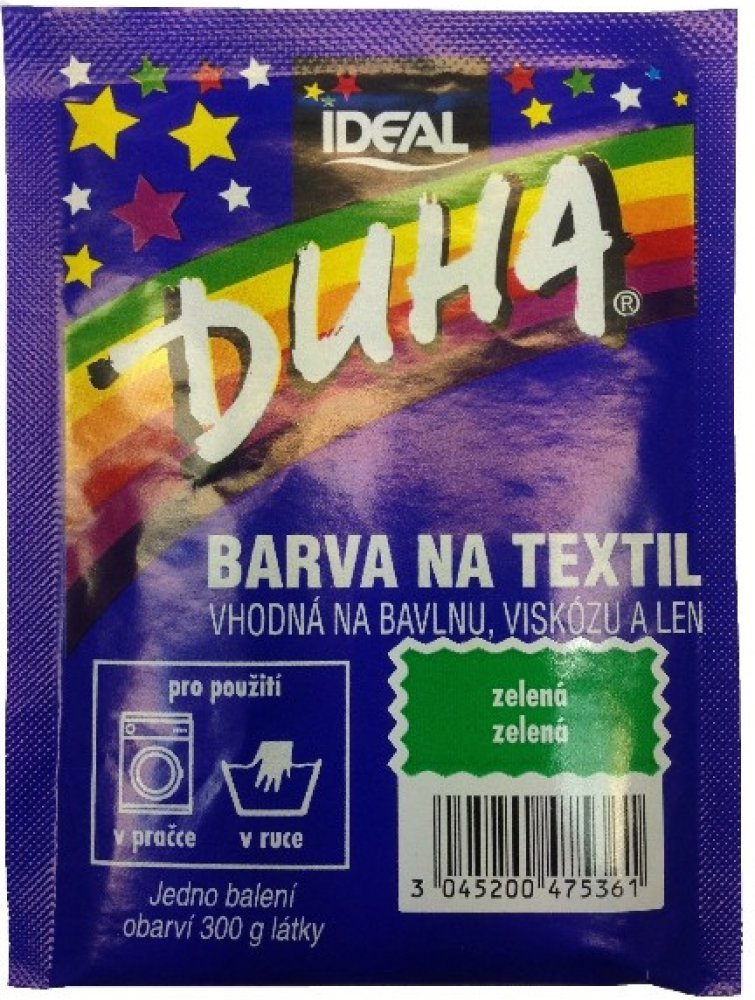 IDEAL
DUHA®
BARVA NA TEXTIL
VHODNÁ NA BAVLNU, VISKÓZU A LEN
pro použití
v pračce
v ruce
zelená
zelená
3 045200 475361
Jedno balení
obarví 300 g látky